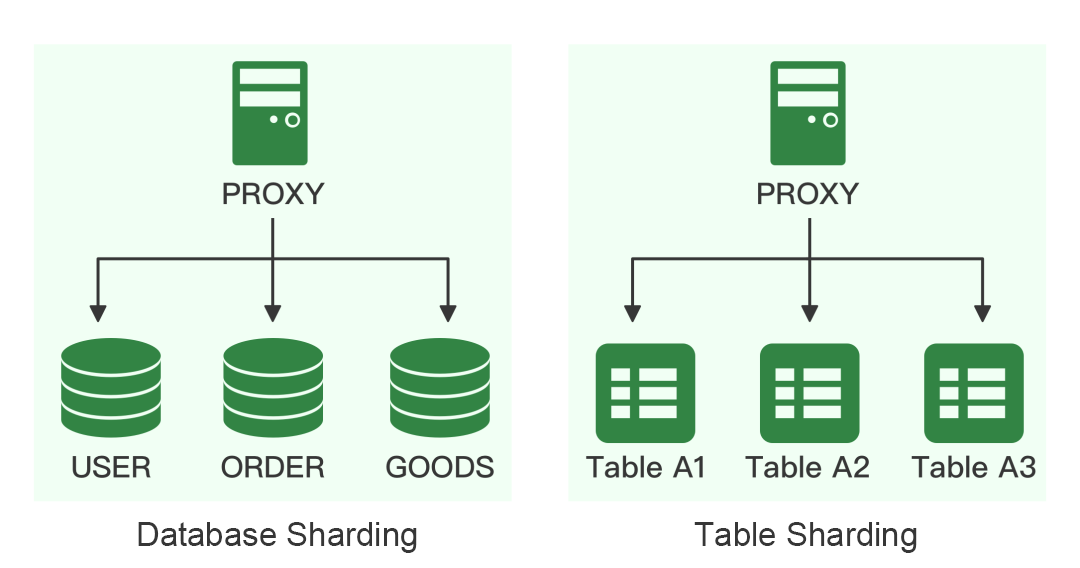 PROXY
USER
ORDER
GOODS
Database Sharding
PROXY
Table A1
Table A2
Table A3
Table Sharding